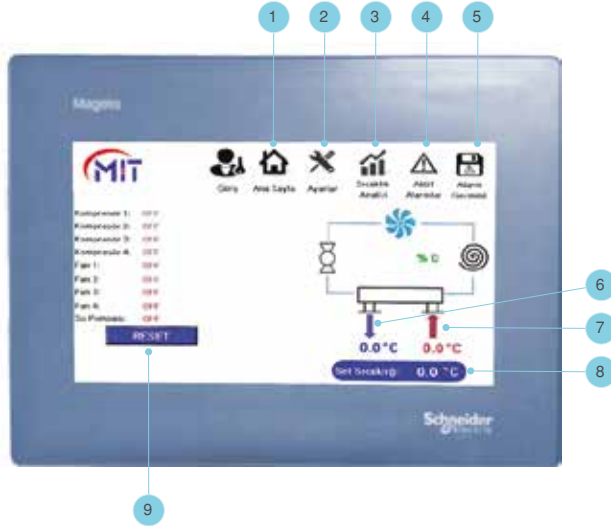 1 2 3 4 5
Magelis
MIT
Giriş Ana Sayfa Ayarlar Sıcaklık Analizi Aktif Alarmlar Alarm Geçmişi
Kompresör 1: OFF
Kompresör 2: OFF
Kompresör 3: OFF
Kompresör 4: OFF
Fan 1: OFF
Fan 2: OFF
Fan 3: OFF
Fan 4: OFF
Su Pompası: OFF
% 0
6
7
RESET
0.0 °C 0.0 °C
Set Sıcaklığı: 0.0 °C
8
Schneider
Electric
9